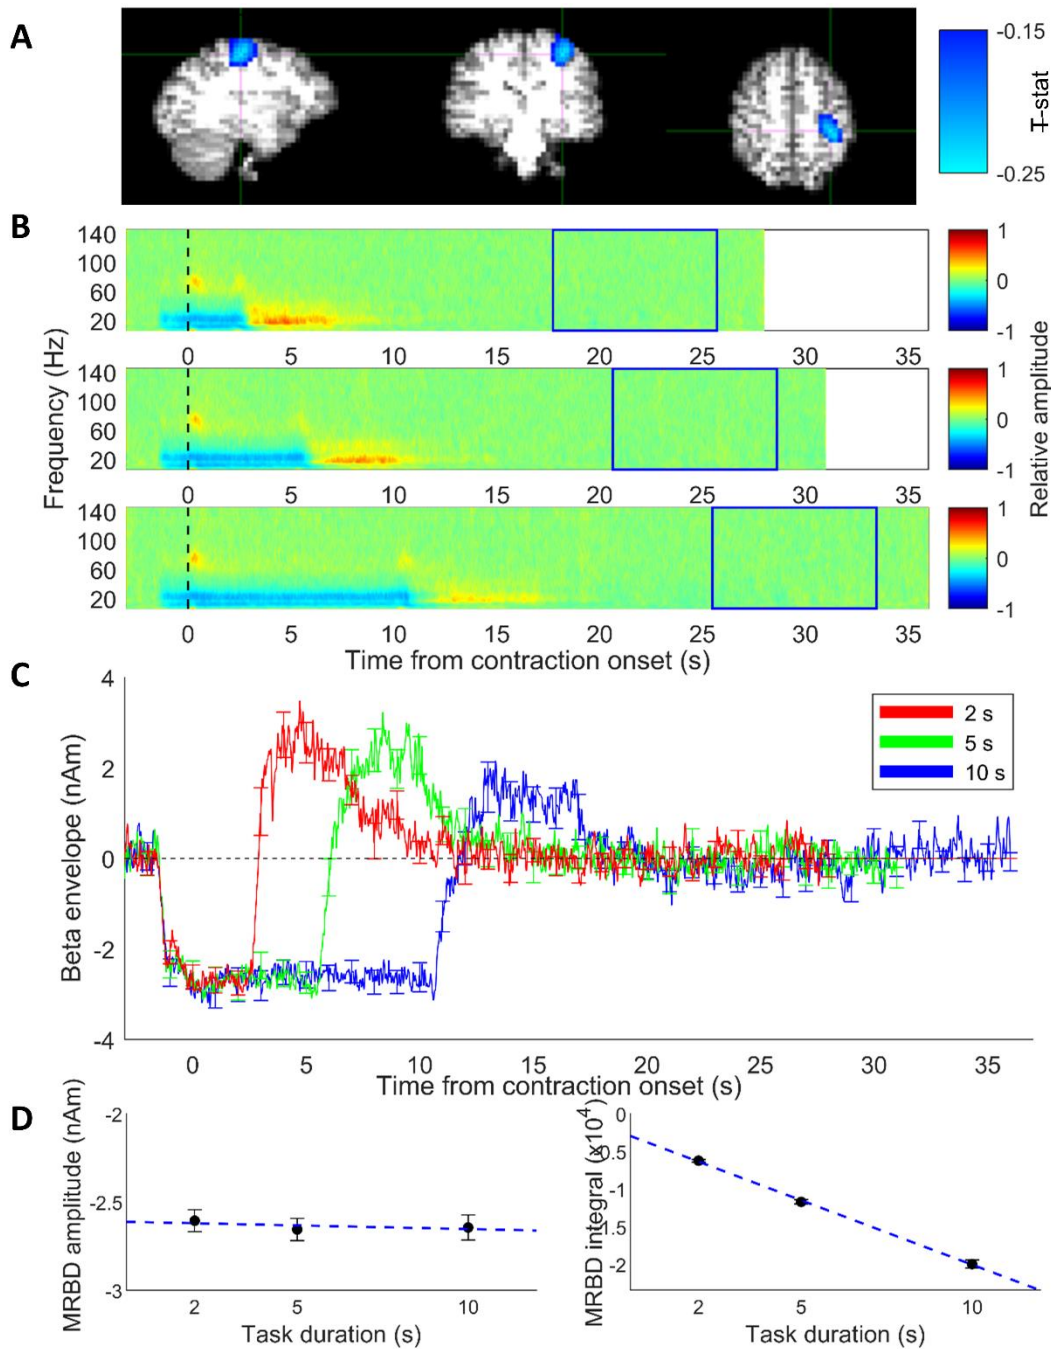 A
-0.15
T-stat
-0.25
B
140
100
60
20
0 5 10 15 20 25 30 35
1
0
-1
140
100
60
20
0 5 10 15 20 25 30 35
1
0
-1
140
100
60
20
0 5 10 15 20 25 30 35
1
0
-1
Frequency (Hz)
Relative amplitude
Time from contraction onset (s)
C
4
2
0
-2
-4
Beta envelope (nAm)
2 s
5 s
10 s
0 5 10 15 20 25 30 35
Time from contraction onset (s)
D
MRBD amplitude (nAm)
-2
-2.5
-3
2 5 10
Task duration (s)
MRBD integral (x10⁴)
0
-0.5
-1
-1.5
-2
2 5 10
Task duration (s)